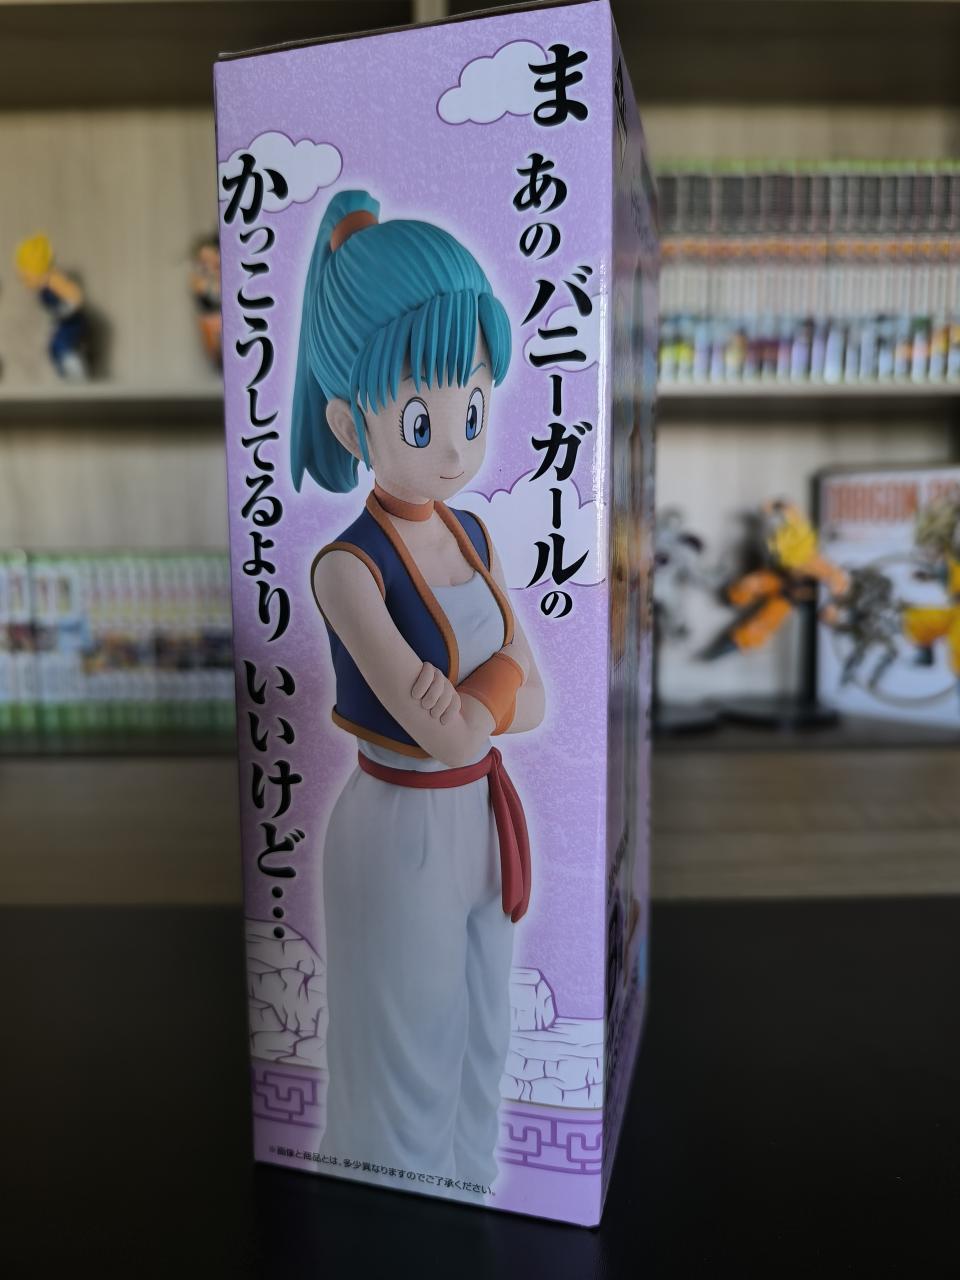 まあのバニーガールの
かっこうしてるより いいけど…
※画像と商品とは、多少異なりますのでご了承ください。
DRAGON